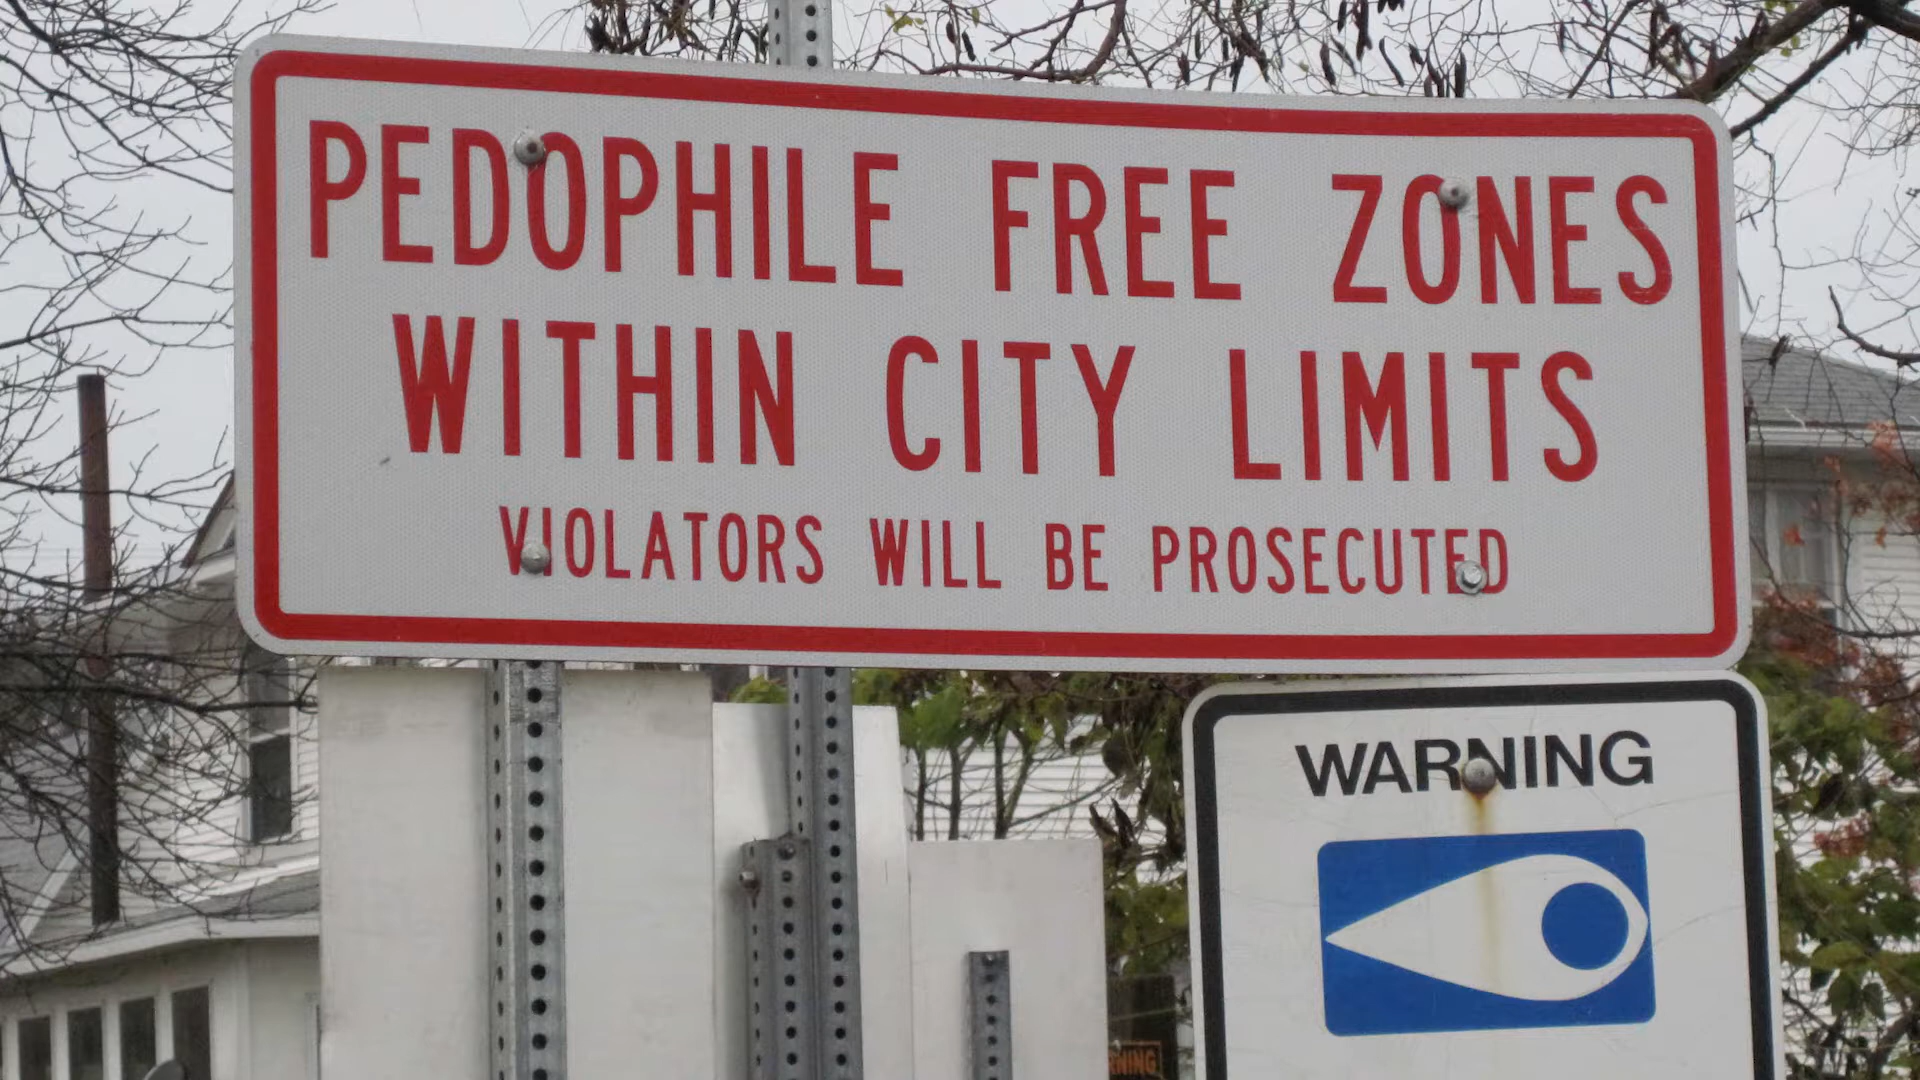 PEDOPHILE FREE ZONES
WITHIN CITY LIMITS
VIOLATORS WILL BE PROSECUTED
WARNING